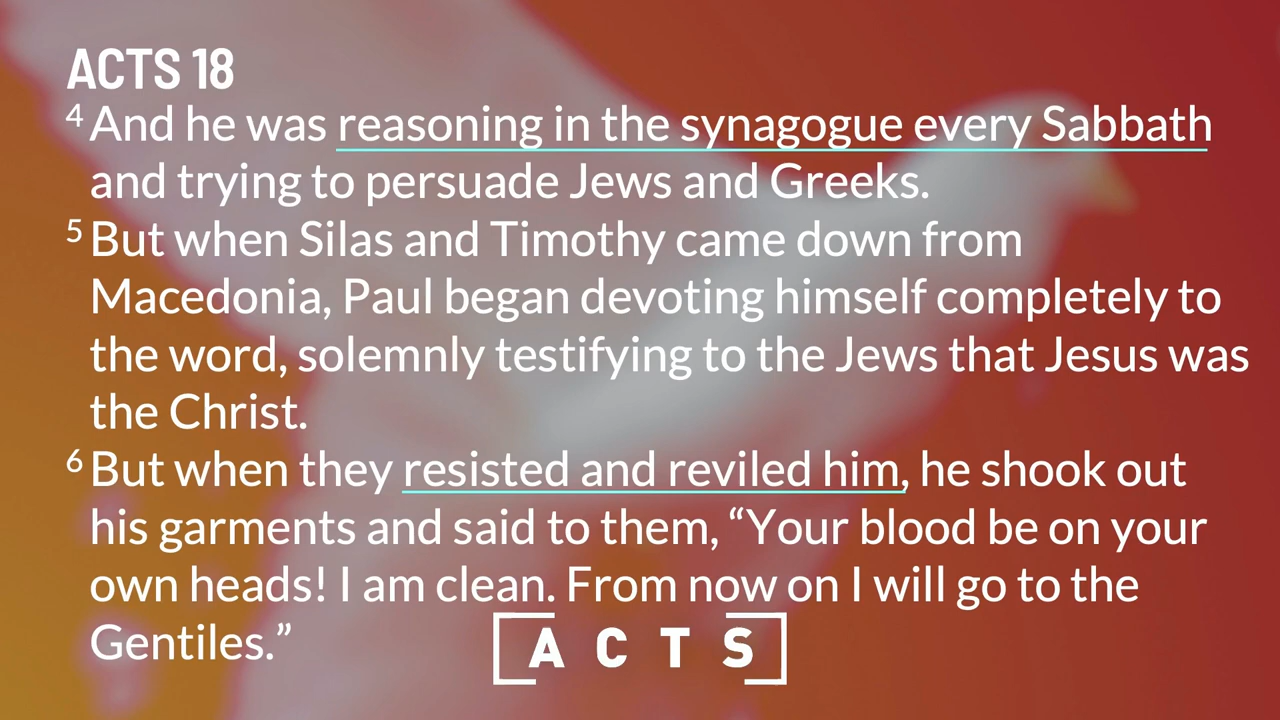 ACTS 18
4 And he was reasoning in the synagogue every Sabbath
and trying to persuade Jews and Greeks.
5 But when Silas and Timothy came down from
Macedonia, Paul began devoting himself completely to
the word, solemnly testifying to the Jews that Jesus was
the Christ.
6 But when they resisted and reviled him, he shook out
his garments and said to them, “Your blood be on your
own heads! I am clean. From now on I will go to the
Gentiles.”
[ACTS]